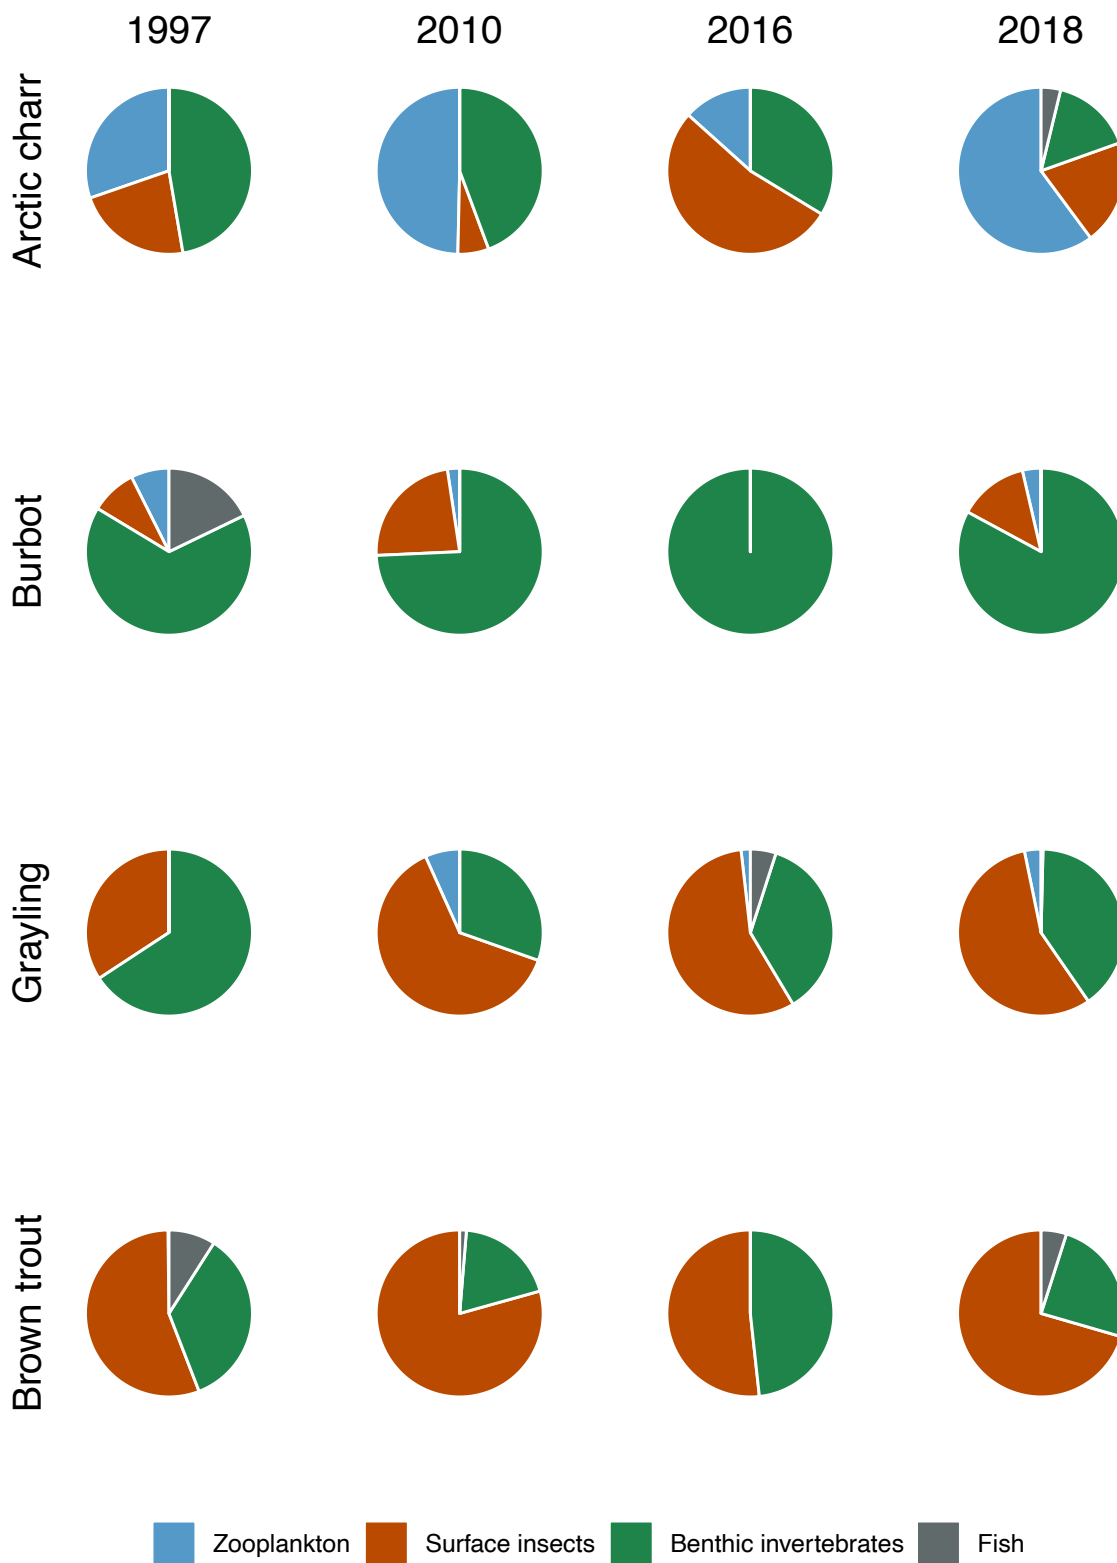 1997 2010 2016 2018
Arctic charr
Burbot
Grayling
Brown trout
Zooplankton Surface insects Benthic invertebrates Fish